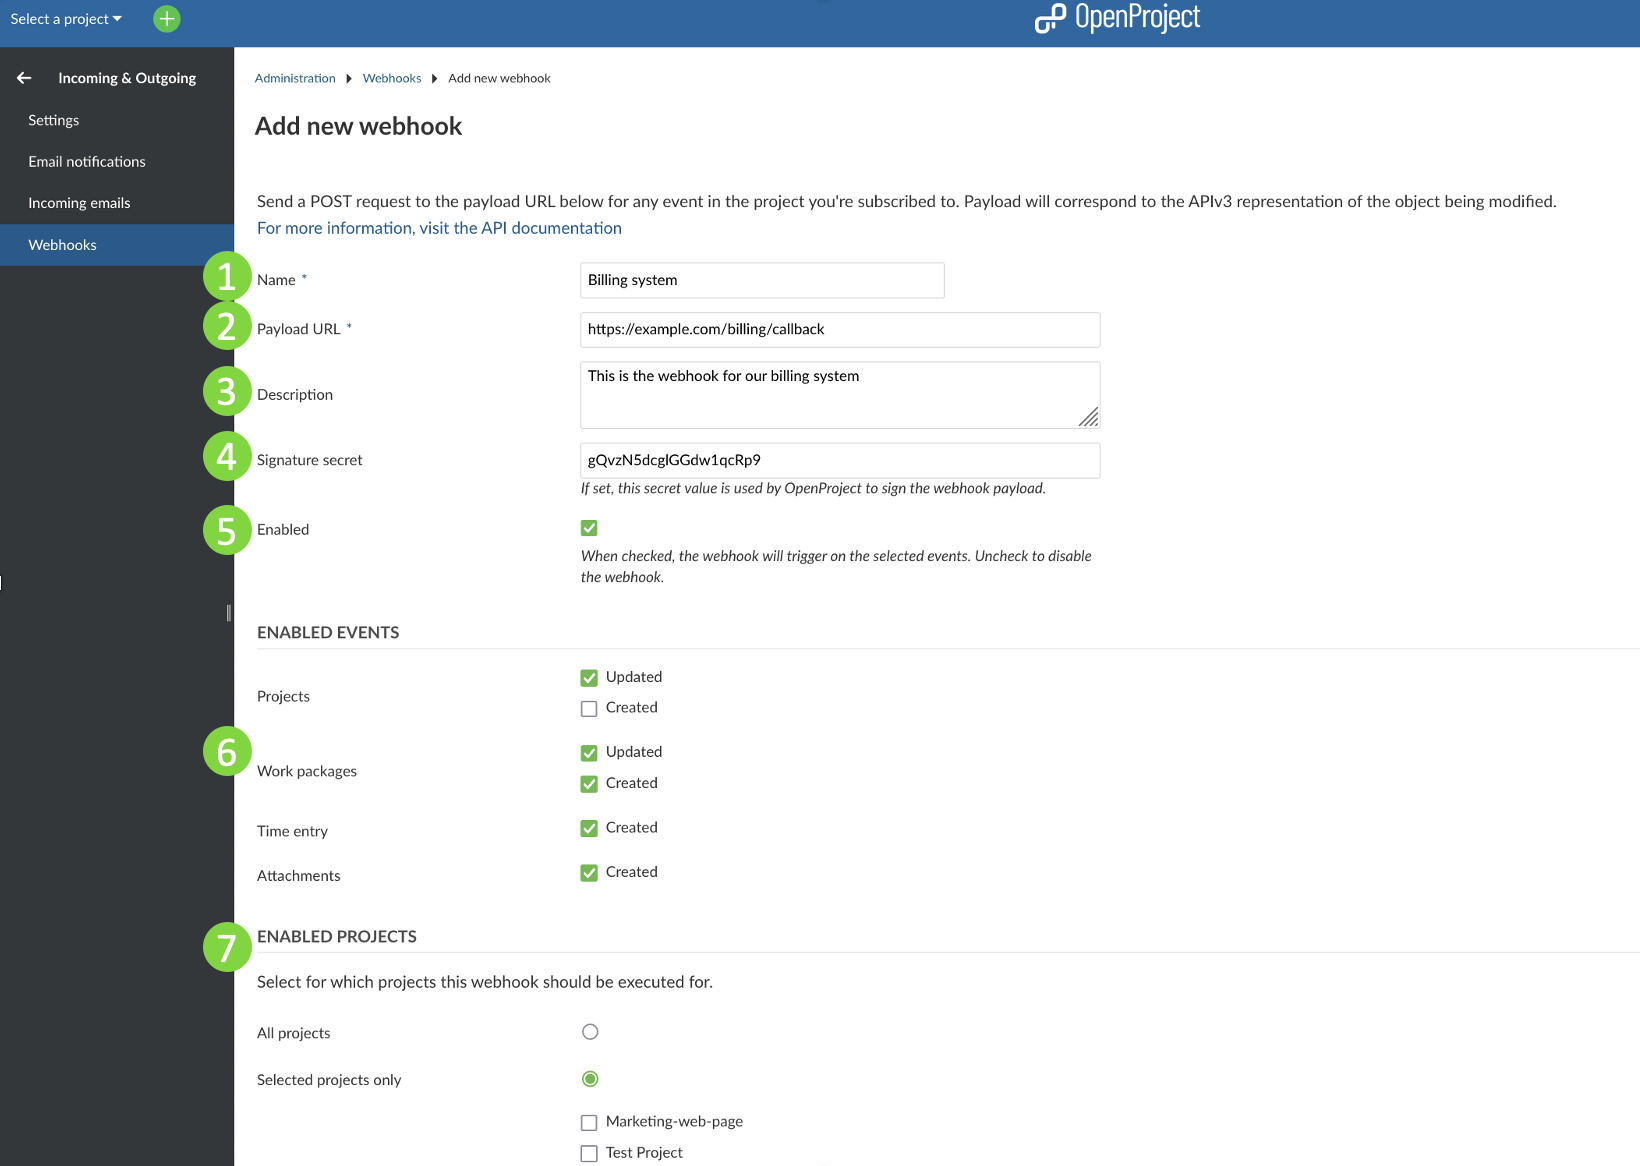 Select a project
OpenProject
Incoming & Outgoing
Settings
Email notifications
Incoming emails
Webhooks
Administration Webhooks Add new webhook
Add new webhook
Send a POST request to the payload URL below for any event in the project you're subscribed to. Payload will correspond to the APIv3 representation of the object being modified.
For more information, visit the API documentation
1 Name * Billing system
2 Payload URL * https://example.com/billing/callback
3 Description This is the webhook for our billing system
4 Signature secret gQvzN5dcglGGdw1qcRp9
If set, this secret value is used by OpenProject to sign the webhook payload.
5 Enabled
When checked, the webhook will trigger on the selected events. Uncheck to disable
the webhook.
ENABLED EVENTS
Projects
Updated
Created
6 Work packages
Updated
Created
Time entry Created
Attachments Created
7 ENABLED PROJECTS
Select for which projects this webhook should be executed for.
All projects
Selected projects only
Marketing-web-page
Test Project